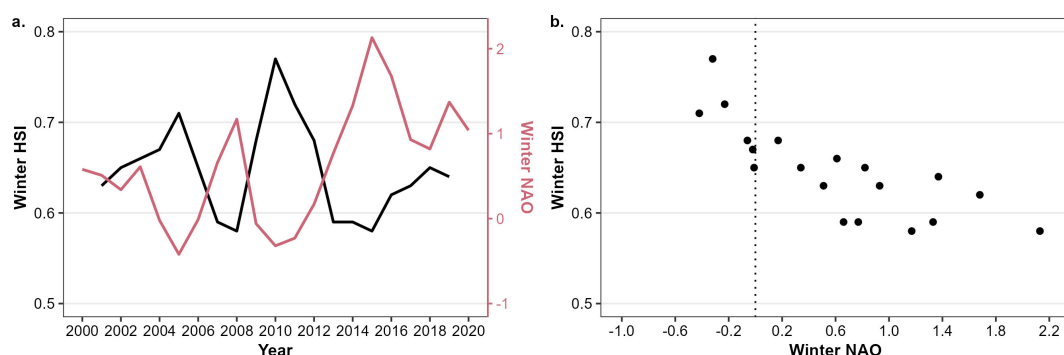 a.
0.8
0.7
0.6
0.5
Winter HSI
2
1
0
-1
Winter NAO
2000 2002 2004 2006 2008 2010 2012 2014 2016 2018 2020
Year
b.
0.8
0.7
0.6
0.5
Winter HSI
-1.0 -0.6 -0.2 0.2 0.6 1.0 1.4 1.8 2.2
Winter NAO